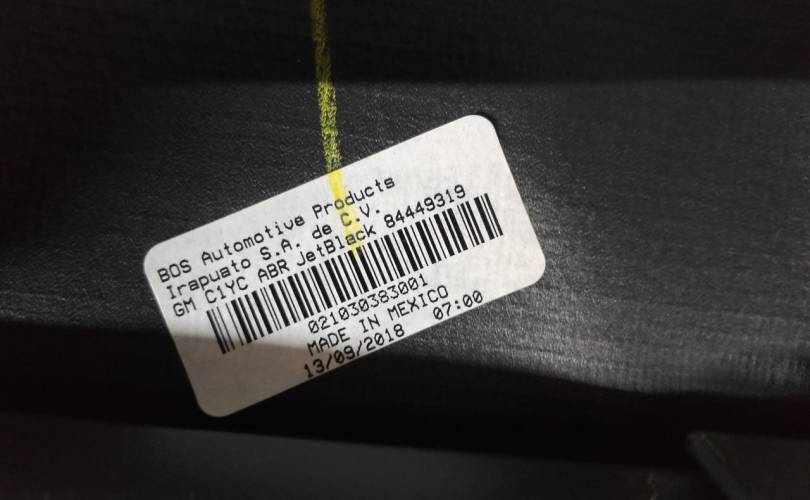 BOS Automotive Products
Irapuato S.A. de C.V.
GM C1YC ABR JetBlack 84449319
021030383001
MADE IN MEXICO
13/09/2018 07:00